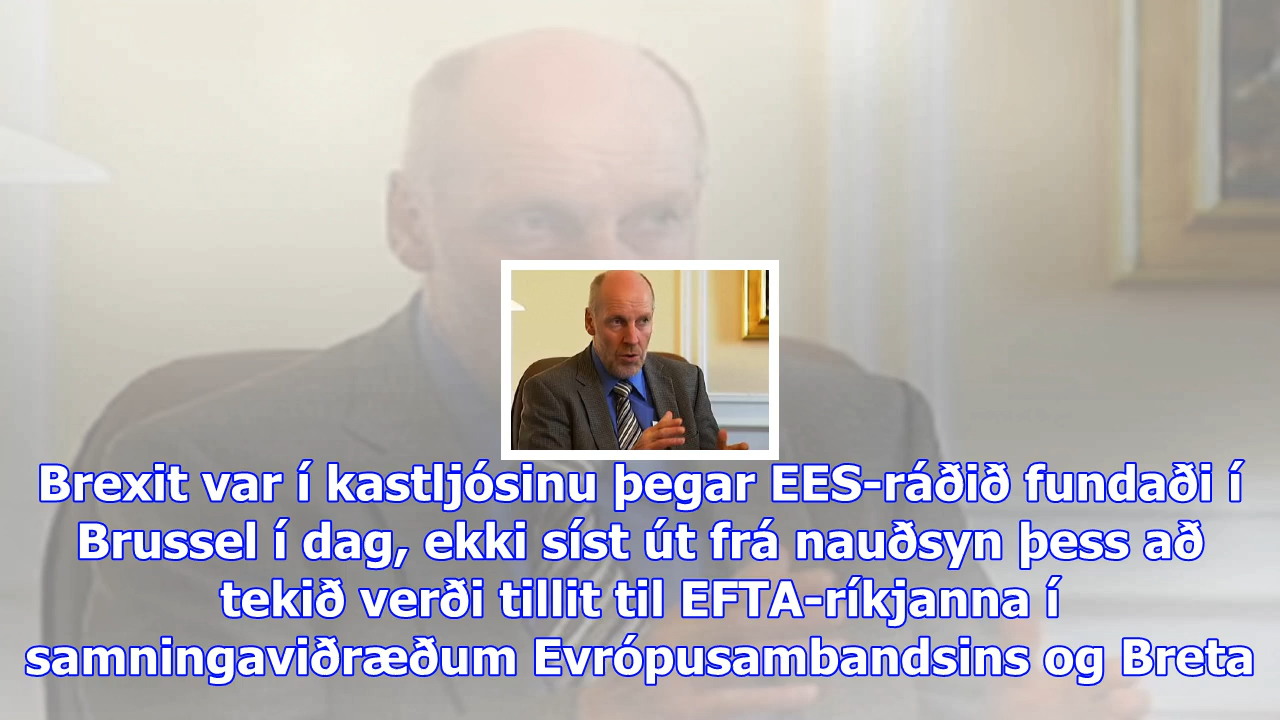 Brexit var í kastljósinu þegar EES-ráðið fundaði í
Brussel í dag, ekki síst út frá nauðsyn þess að
tekið verði tillit til EFTA-ríkjanna í
samningaviðræðum Evrópusambandsins og Breta